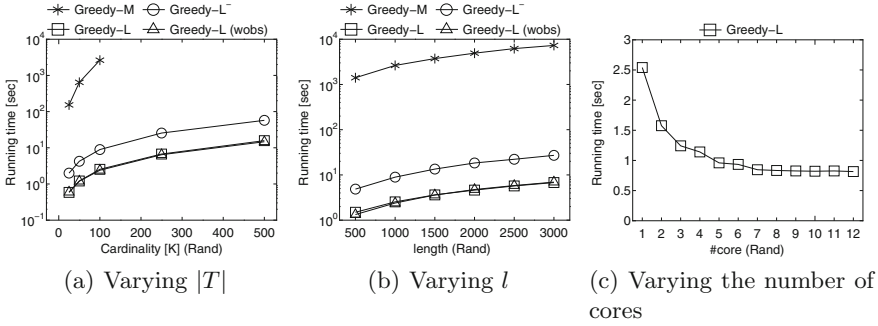 Greedy−M Greedy−L⁻
Greedy−L Greedy−L (wobs)
10⁴
10³
10²
10¹
10⁰
10⁻¹
Running time [sec]
0 100 200 300 400 500
Cardinality [K] (Rand)
(a) Varying |T|
Greedy−M Greedy−L⁻
Greedy−L Greedy−L (wobs)
10⁴
10³
10²
10¹
10⁰
Running time [sec]
500 1000 1500 2000 2500 3000
length (Rand)
(b) Varying l
Greedy−L
3
2.5
2
1.5
1
0.5
0
Running time [sec]
1 2 3 4 5 6 7 8 9 10 11 12
#core (Rand)
(c) Varying the number of
cores